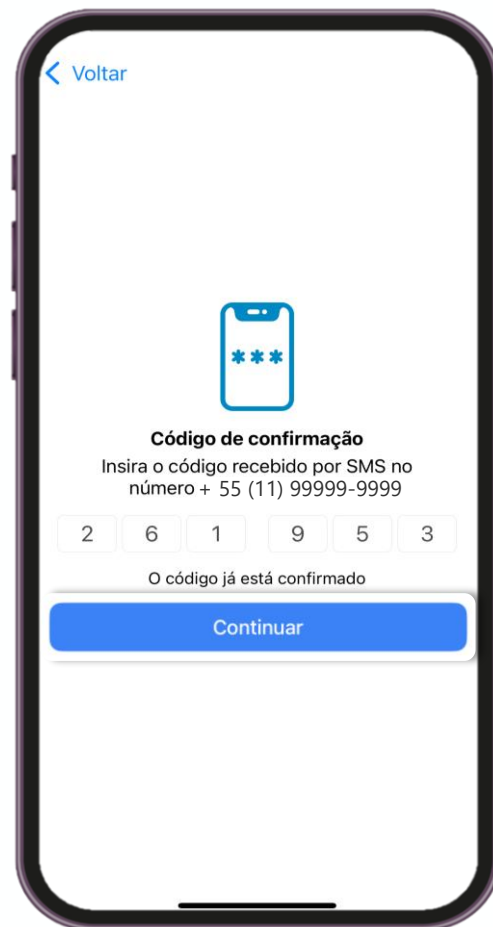 Voltar
***
Código de confirmação
Insira o código recebido por SMS no
número + 55 (11) 99999-9999
2 6 1 9 5 3
O código já está confirmado
Continuar